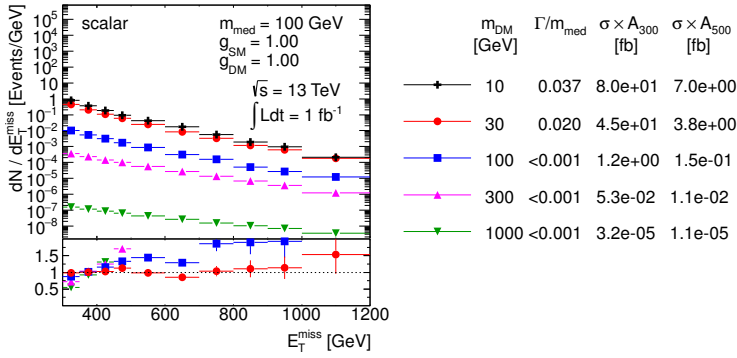 scalar
m_med = 100 GeV
g_SM = 1.00
g_DM = 1.00
√s = 13 TeV
∫Ldt = 1 fb⁻¹
dN / dE_T^miss [Events/GeV]
10⁵
10⁴
10³
10²
10
1
10⁻¹
10⁻²
10⁻³
10⁻⁴
10⁻⁵
10⁻⁶
10⁻⁷
10⁻⁸
1.5
1
0.5
400 600 800 1000 1200
E_T^miss [GeV]
m_DM Γ/m_med σ × A_300 σ × A_500
[GeV] [fb] [fb]
10 0.037 8.0e+01 7.0e+00
30 0.020 4.5e+01 3.8e+00
100 <0.001 1.2e+00 1.5e-01
300 <0.001 5.3e-02 1.1e-02
1000 <0.001 3.2e-05 1.1e-05